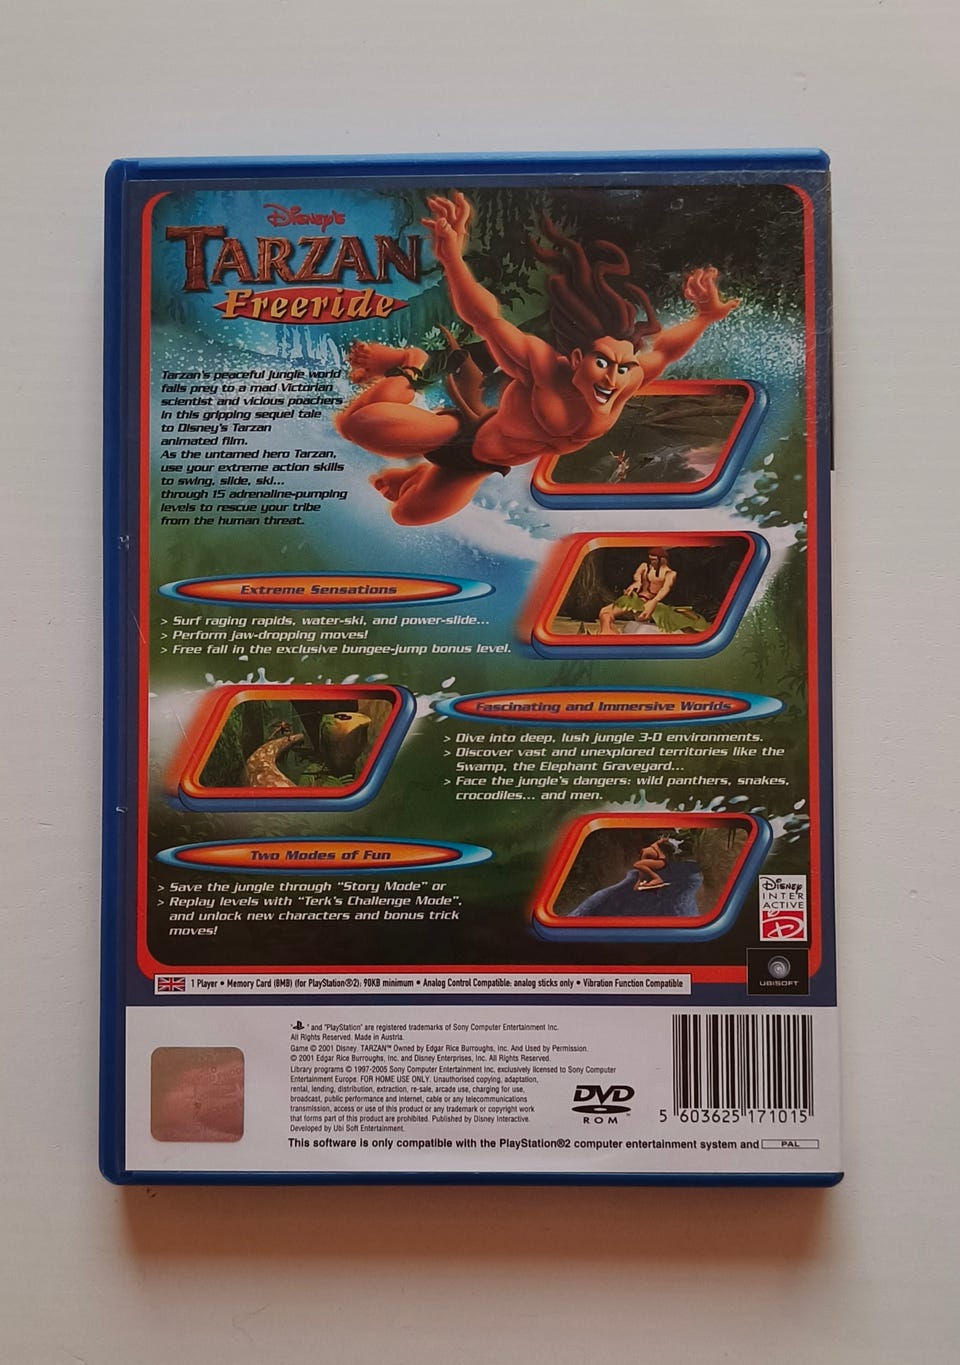 Disney's
TARZAN
Freeride
Tarzan's peaceful jungle world
falls prey to a mad Victorian
scientist and vicious poachers
in this gripping sequel tale
to Disney's Tarzan
animated film.
As the untamed hero Tarzan,
use your extreme action skills
to swing, slide, ski...
through 15 adrenaline-pumping
levels to rescue your tribe
from the human threat.
Extreme Sensations
> Surf raging rapids, water-ski, and power-slide...
> Perform jaw-dropping moves!
> Free fall in the exclusive bungee-jump bonus level.
Fascinating and Immersive Worlds
> Dive into deep, lush jungle 3-D environments.
> Discover vast and unexplored territories like the
Swamp, the Elephant Graveyard...
> Face the jungle's dangers: wild panthers, snakes,
crocodiles... and men.
Two Modes of Fun
> Save the jungle through "Story Mode" or
> Replay levels with "Terk's Challenge Mode",
and unlock new characters and bonus trick
moves!
Disney
INTER
ACTIVE
UBISOFT
1 Player • Memory Card (8MB) (for PlayStation®2): 90KB minimum • Analog Control Compatible: analog sticks only • Vibration Function Compatible
" " and "PlayStation" are registered trademarks of Sony Computer Entertainment Inc.
All Rights Reserved. Made in Austria.
Game © 2001 Disney. TARZAN™ Owned by Edgar Rice Burroughs, Inc. And Used by Permission.
© 2001 Edgar Rice Burroughs, Inc. and Disney Enterprises, Inc. All Rights Reserved.
Library programs © 1997-2005 Sony Computer Entertainment Inc. exclusively licensed to Sony Computer
Entertainment Europe. FOR HOME USE ONLY. Unauthorised copying, adaptation,
rental, lending, distribution, extraction, re-sale, arcade use, charging for use,
broadcast, public performance and internet, cable or any telecommunications
transmission, access or use of this product or any trademark or copyright work
that forms part of this product are prohibited. Published by Disney Interactive.
Developed by Ubi Soft Entertainment.
DVD
ROM
5 603625 171015
This software is only compatible with the PlayStation®2 computer entertainment system and PAL